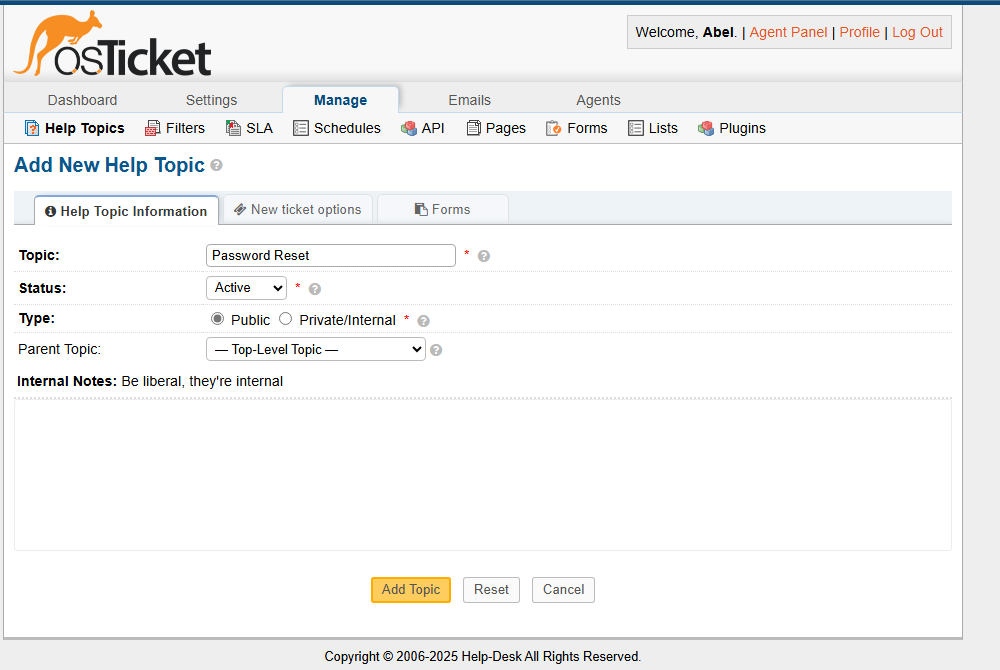 osTicket
Welcome, Abel. | Agent Panel | Profile | Log Out
Dashboard Settings Manage Emails Agents
Help Topics Filters SLA Schedules API Pages Forms Lists Plugins
Add New Help Topic
Help Topic Information New ticket options Forms
Topic: Password Reset *
Status: Active *
Type: Public Private/Internal *
Parent Topic: — Top-Level Topic —
Internal Notes: Be liberal, they're internal
Add Topic Reset Cancel
Copyright © 2006-2025 Help-Desk All Rights Reserved.